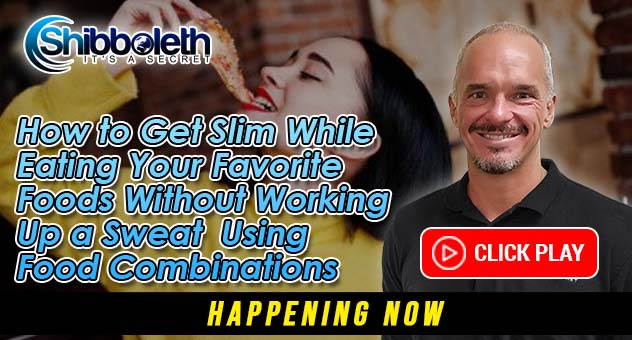 Shibboleth
IT'S A SECRET
How to Get Slim While
Eating Your Favorite
Foods Without Working
Up a Sweat Using
Food Combinations
CLICK PLAY
HAPPENING NOW